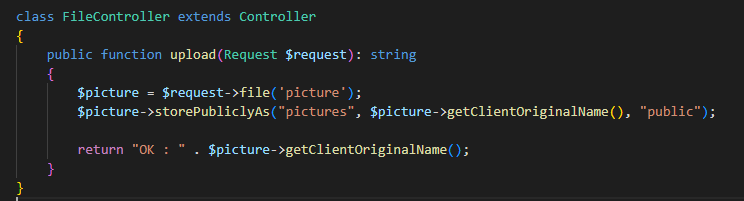 class FileController extends Controller
{
    public function upload(Request $request): string
    {
        $picture = $request->file('picture');
        $picture->storePubliclyAs("pictures", $picture->getClientOriginalName(), "public");

        return "OK : " . $picture->getClientOriginalName();
    }
}